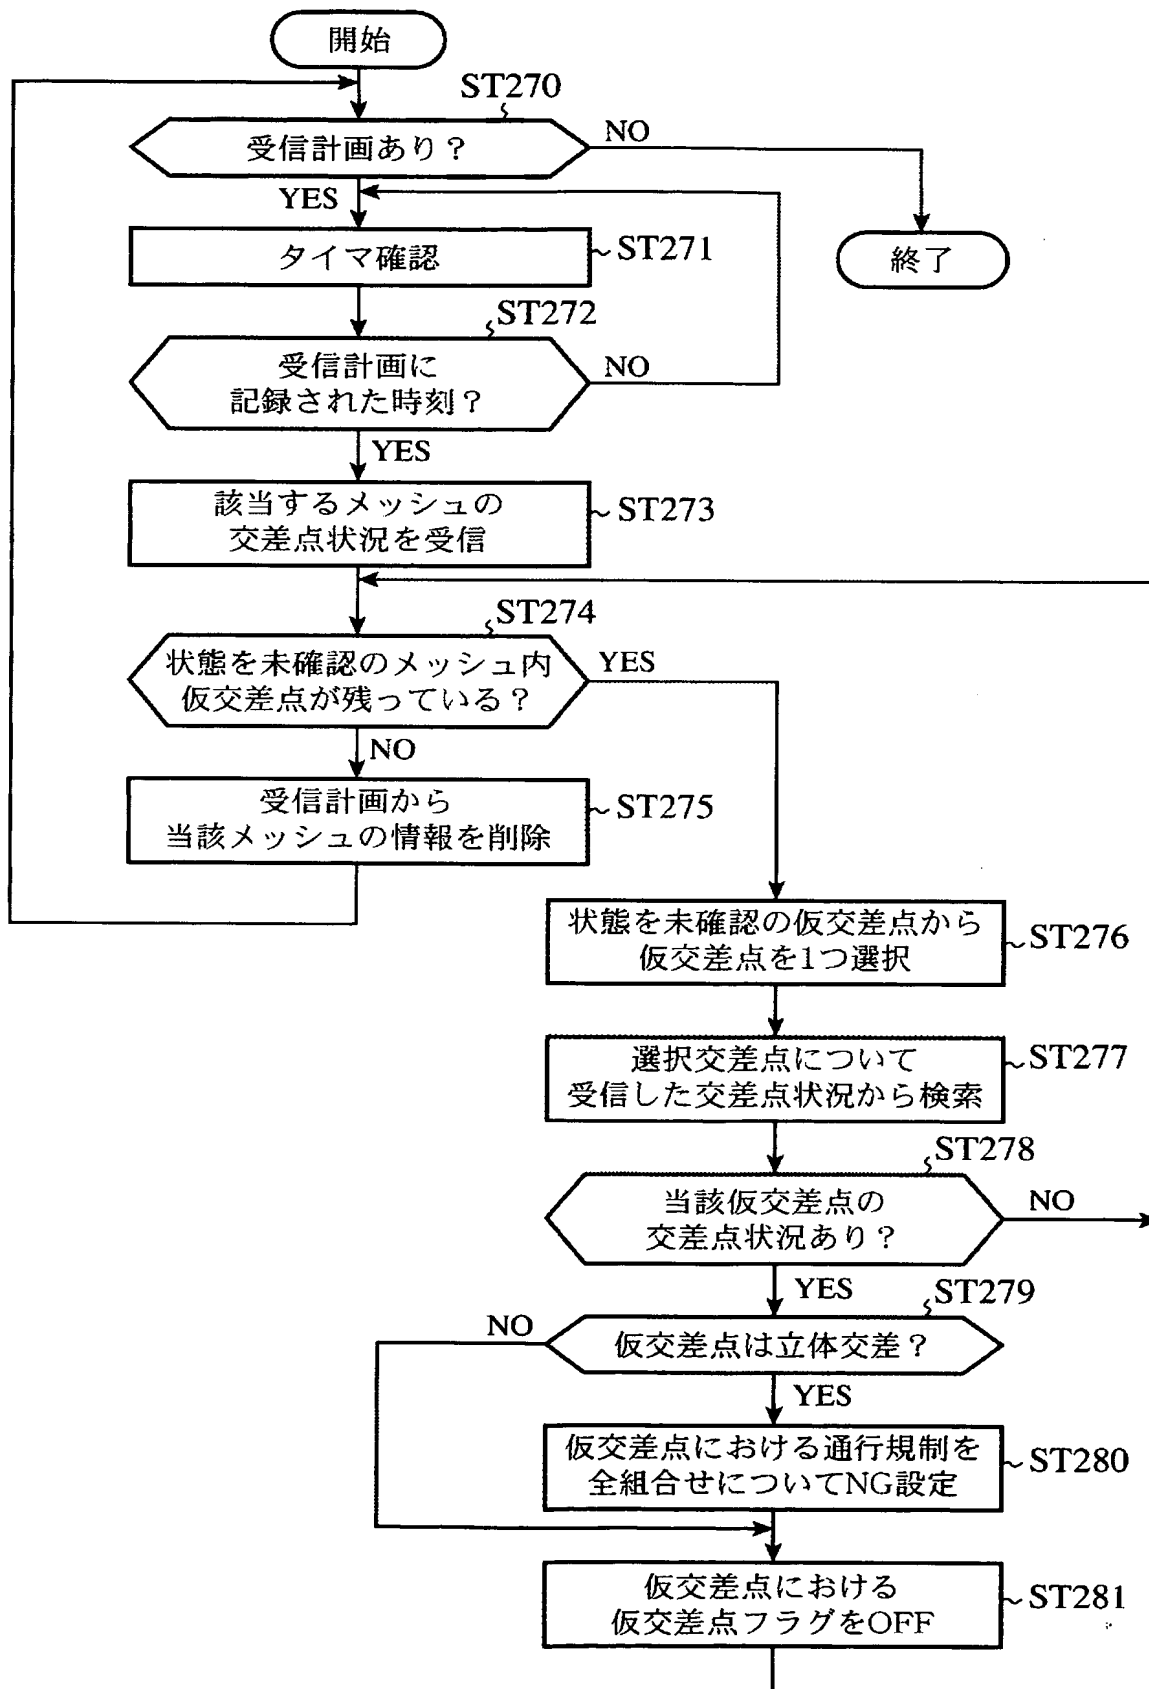 開始
ST270
受信計画あり？
NO
YES
タイマ確認
ST271
終了
ST272
受信計画に
記録された時刻？
NO
YES
該当するメッシュの
交差点状況を受信
ST273
ST274
状態を未確認のメッシュ内
仮交差点が残っている？
YES
NO
受信計画から
当該メッシュの情報を削除
ST275
状態を未確認の仮交差点から
仮交差点を1つ選択
ST276
選択交差点について
受信した交差点状況から検索
ST277
ST278
当該仮交差点の
交差点状況あり？
NO
YES
ST279
NO
仮交差点は立体交差？
YES
仮交差点における通行規制を
全組合せについてNG設定
ST280
仮交差点における
仮交差点フラグをOFF
ST281